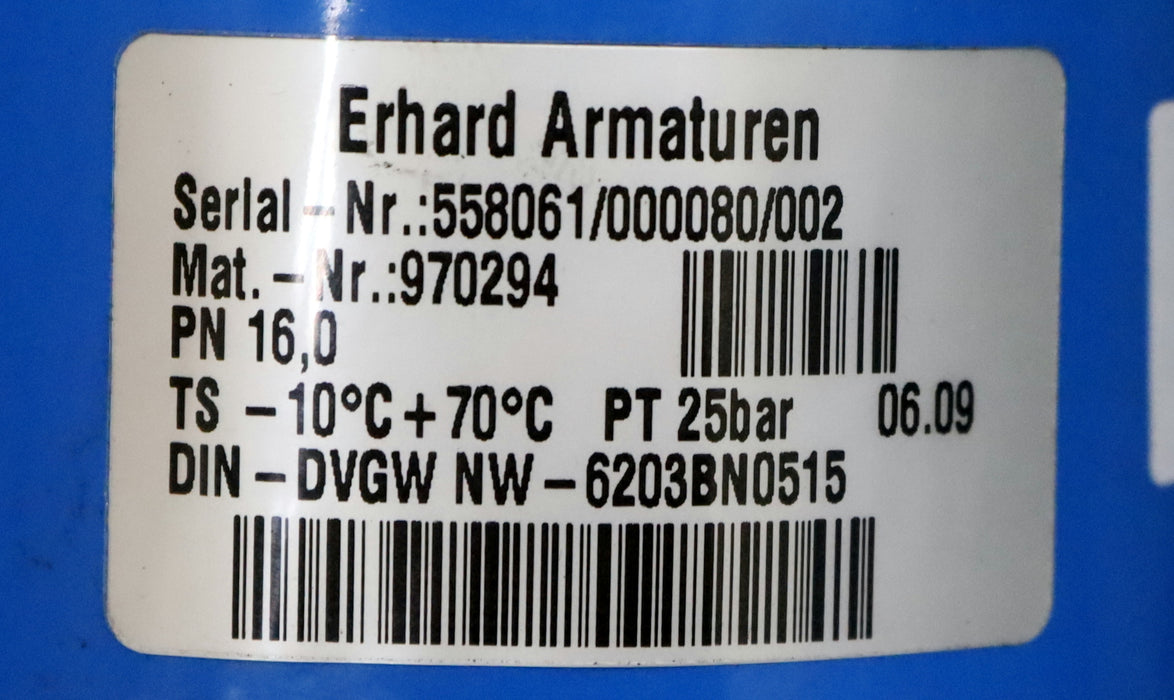 Erhard Armaturen
Serial-Nr.:558061/000080/002
Mat.-Nr.:970294
PN 16,0
TS -10°C+70°C PT 25bar 06.09
DIN-DVGW NW-6203BN0515